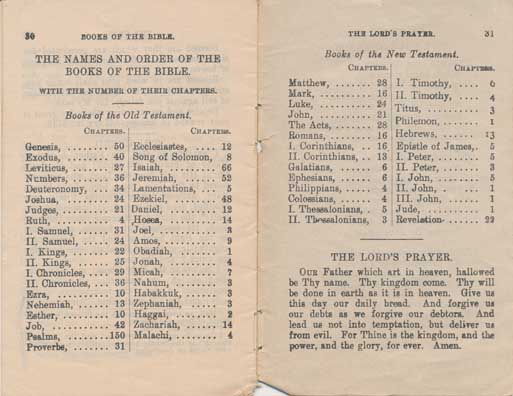 30 BOOKS OF THE BIBLE.
THE NAMES AND ORDER OF THE
BOOKS OF THE BIBLE.
WITH THE NUMBER OF THEIR CHAPTERS.
Books of the Old Testament.
CHAPTERS.
Genesis, ........ 50
Exodus, ........ 40
Leviticus, ....... 27
Numbers, ....... 36
Deuteronomy, .... 34
Joshua, ........ 24
Judges, ........ 21
Ruth, ......... 4
I. Samuel, ...... 31
II. Samuel, ..... 24
I. Kings, ...... 22
II. Kings, ...... 25
I. Chronicles, .... 29
II. Chronicles, .... 36
Ezra, ......... 10
Nehemiah, ...... 13
Esther, ........ 10
Job, .......... 42
Psalms, ........ 150
Proverbs, ...... 31
CHAPTERS.
Ecclesiastes, .... 12
Song of Solomon, 8
Isaiah, ........ 66
Jeremiah, ...... 52
Lamentations, ... 5
Ezekiel, ....... 48
Daniel, ....... 12
Hosea ........ 14
Joel, ......... 3
Amos, ........ 9
Obadiah, ...... 1
Jonah, ........ 4
Micah, ....... 7
Nahum, ....... 3
Habakkuk, ..... 3
Zephaniah, ..... 3
Haggai, ....... 2
Zachariah, ..... 14
Malachi, ...... 4
THE LORD'S PRAYER. 31
Books of the New Testament.
CHAPTERS.
Matthew, ....... 28
Mark, ........ 16
Luke, ........ 24
John, ........ 21
The Acts, ...... 28
Romans, ....... 16
I. Corinthians, ... 16
II. Corinthians, ... 13
Galatians, ...... 6
Ephesians, ...... 6
Philippians, ..... 4
Colossians, ..... 4
I. Thessalonians, . 5
II. Thessalonians, 3
CHAPTERS.
I. Timothy, .... 6
II. Timothy, .... 4
Titus, ........ 3
Philemon, ..... 1
Hebrews, ...... 13
Epistle of James,. 5
I. Peter, ...... 5
II. Peter, ..... 3
I. John, ...... 5
II. John, ..... 1
III. John, ..... 1
Jude, ........ 1
Revelation ..... 22
THE LORD'S PRAYER.
OUR Father which art in heaven, hallowed
be Thy name. Thy kingdom come. Thy will
be done in earth as it is in heaven. Give us
this day our daily bread. And forgive us
our debts as we forgive our debtors. And
lead us not into temptation, but deliver us
from evil. For Thine is the kingdom, and the
power, and the glory, for ever. Amen.